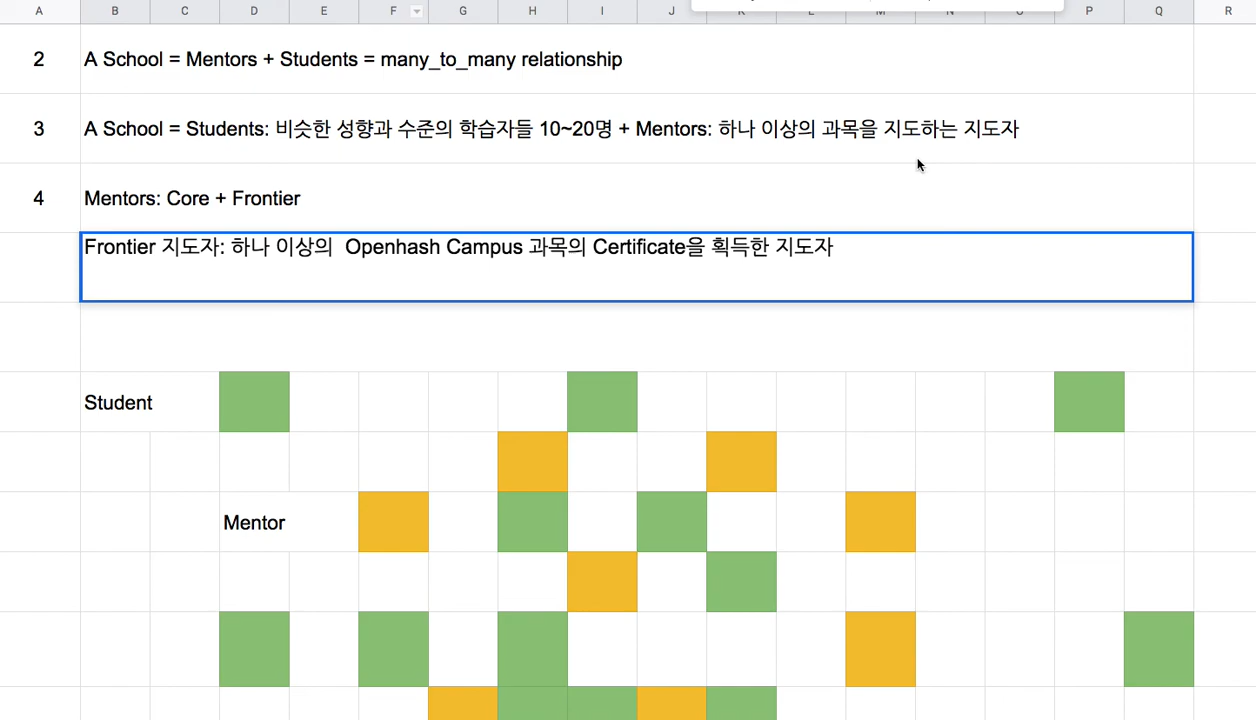 A B C D E F G H I J K L M N O P Q R
2 A School = Mentors + Students = many_to_many relationship
3 A School = Students: 비슷한 성향과 수준의 학습자들 10~20명 + Mentors: 하나 이상의 과목을 지도하는 지도자
4 Mentors: Core + Frontier
Frontier 지도자: 하나 이상의  Openhash Campus 과목의 Certificate을 획득한 지도자
Student
Mentor